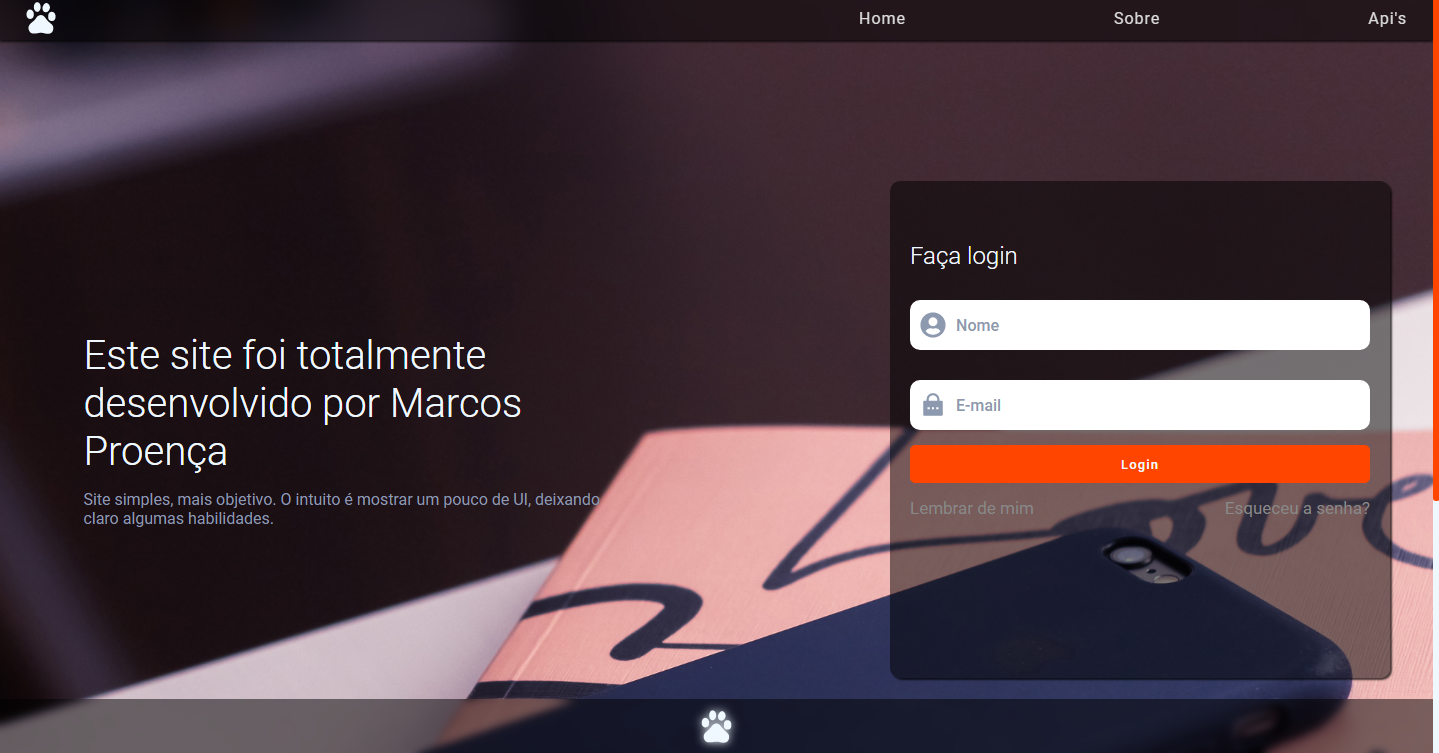 Home
Sobre
Api's
Faça login
Nome
E-mail
Login
Lembrar de mim
Esqueceu a senha?
Este site foi totalmente
desenvolvido por Marcos
Proença
Site simples, mais objetivo. O intuito é mostrar um pouco de UI, deixando
claro algumas habilidades.